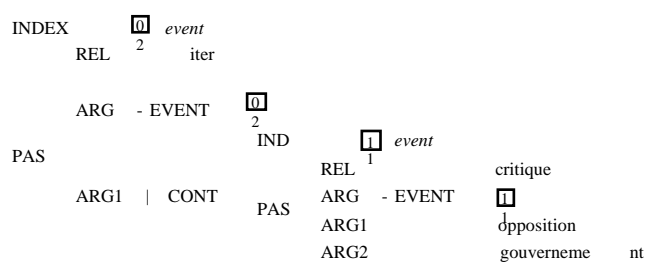 INDEX 0 event
2
REL iter
ARG - EVENT 0
2
IND 1 event
1
PAS
REL critique
ARG1 | CONT PAS ARG - EVENT 1
1
ARG1 opposition
ARG2 gouverneme nt